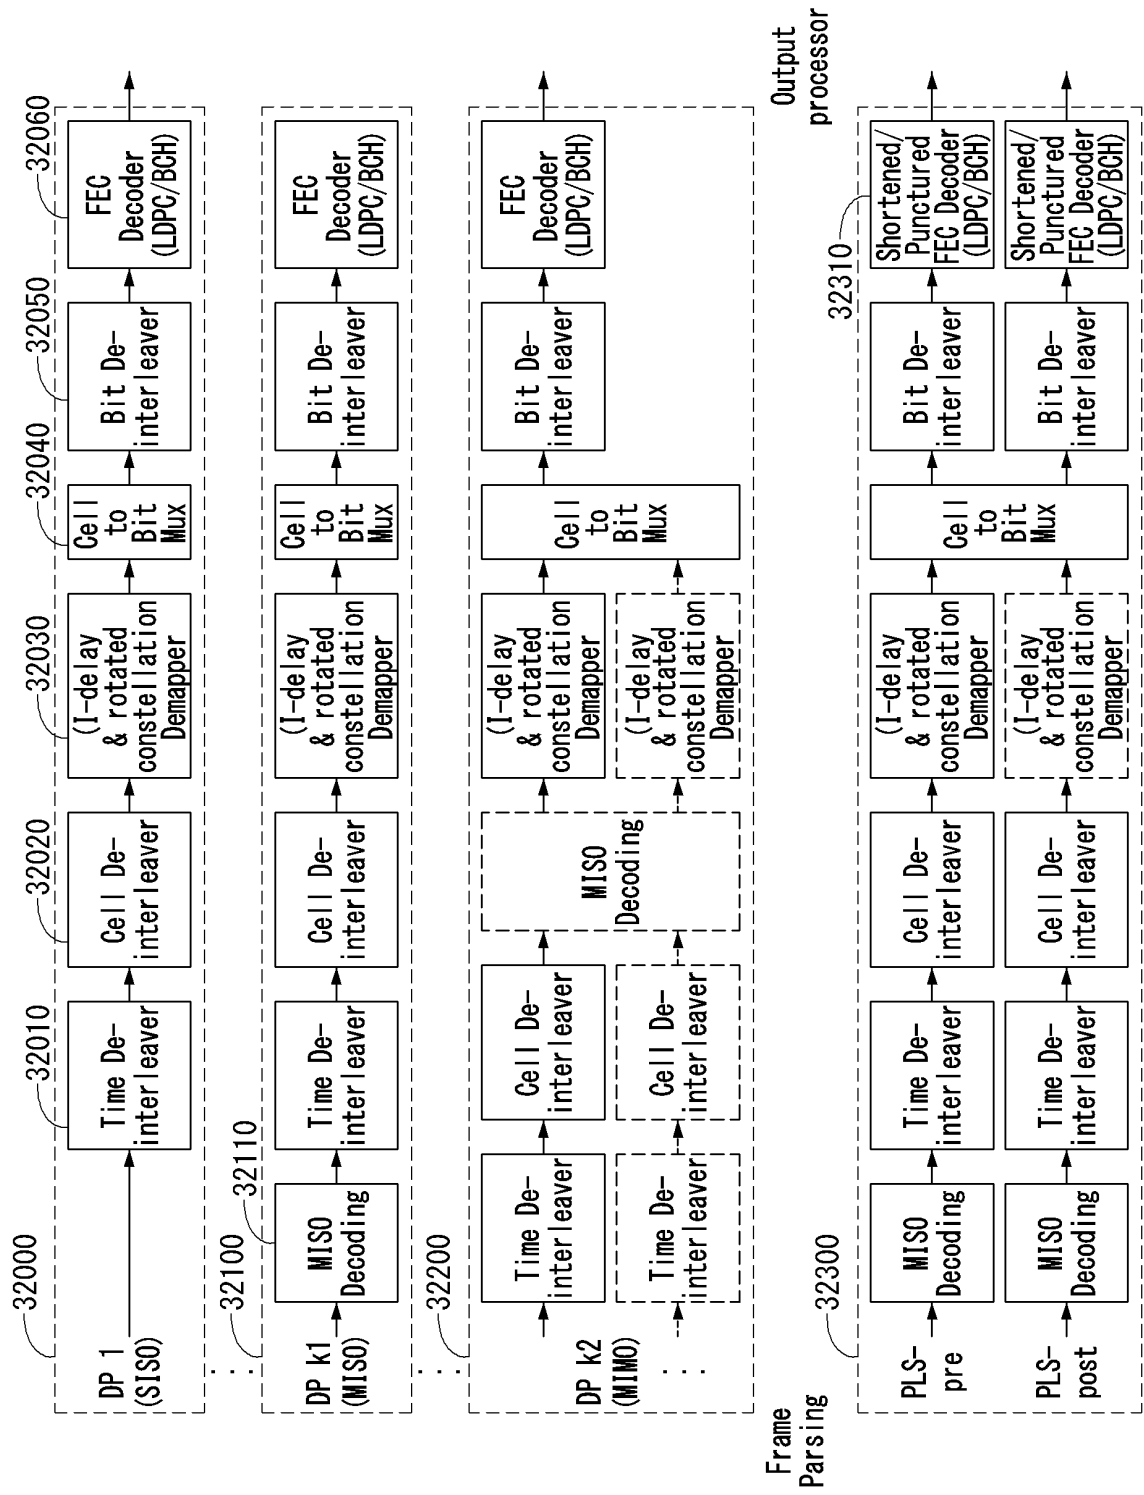 32000
DP 1
(SISO)
32010
Time De-
interleaver
32020
Cell De-
interleaver
32030
(I-delay
& rotated
constellation
Demapper
32040
Cell
to
Bit
Mux
32050
Bit De-
interleaver
32060
FEC
Decoder
(LDPC/BCH)
...
32100
DP k1
(MISO)
32110
MISO
Decoding
Time De-
interleaver
Cell De-
interleaver
(I-delay
& rotated
constellation
Demapper
Cell
to
Bit
Mux
Bit De-
interleaver
FEC
Decoder
(LDPC/BCH)
...
32200
DP k2
(MIMO)
...
Time De-
interleaver
Cell De-
interleaver
Time De-
interleaver
Cell De-
interleaver
MISO
Decoding
(I-delay
& rotated
constellation
Demapper
(I-delay
& rotated
constellation
Demapper
Cell
to
Bit
Mux
Bit De-
interleaver
FEC
Decoder
(LDPC/BCH)
Frame
Parsing
Output
processor
32300
PLS-
pre
MISO
Decoding
Time De-
interleaver
Cell De-
interleaver
(I-delay
& rotated
constellation
Demapper
Cell
to
Bit
Mux
Bit De-
interleaver
32310
Shortened/
Punctured
FEC Decoder
(LDPC/BCH)
PLS-
post
MISO
Decoding
Time De-
interleaver
Cell De-
interleaver
(I-delay
& rotated
constellation
Demapper
Bit De-
interleaver
Shortened/
Punctured
FEC Decoder
(LDPC/BCH)